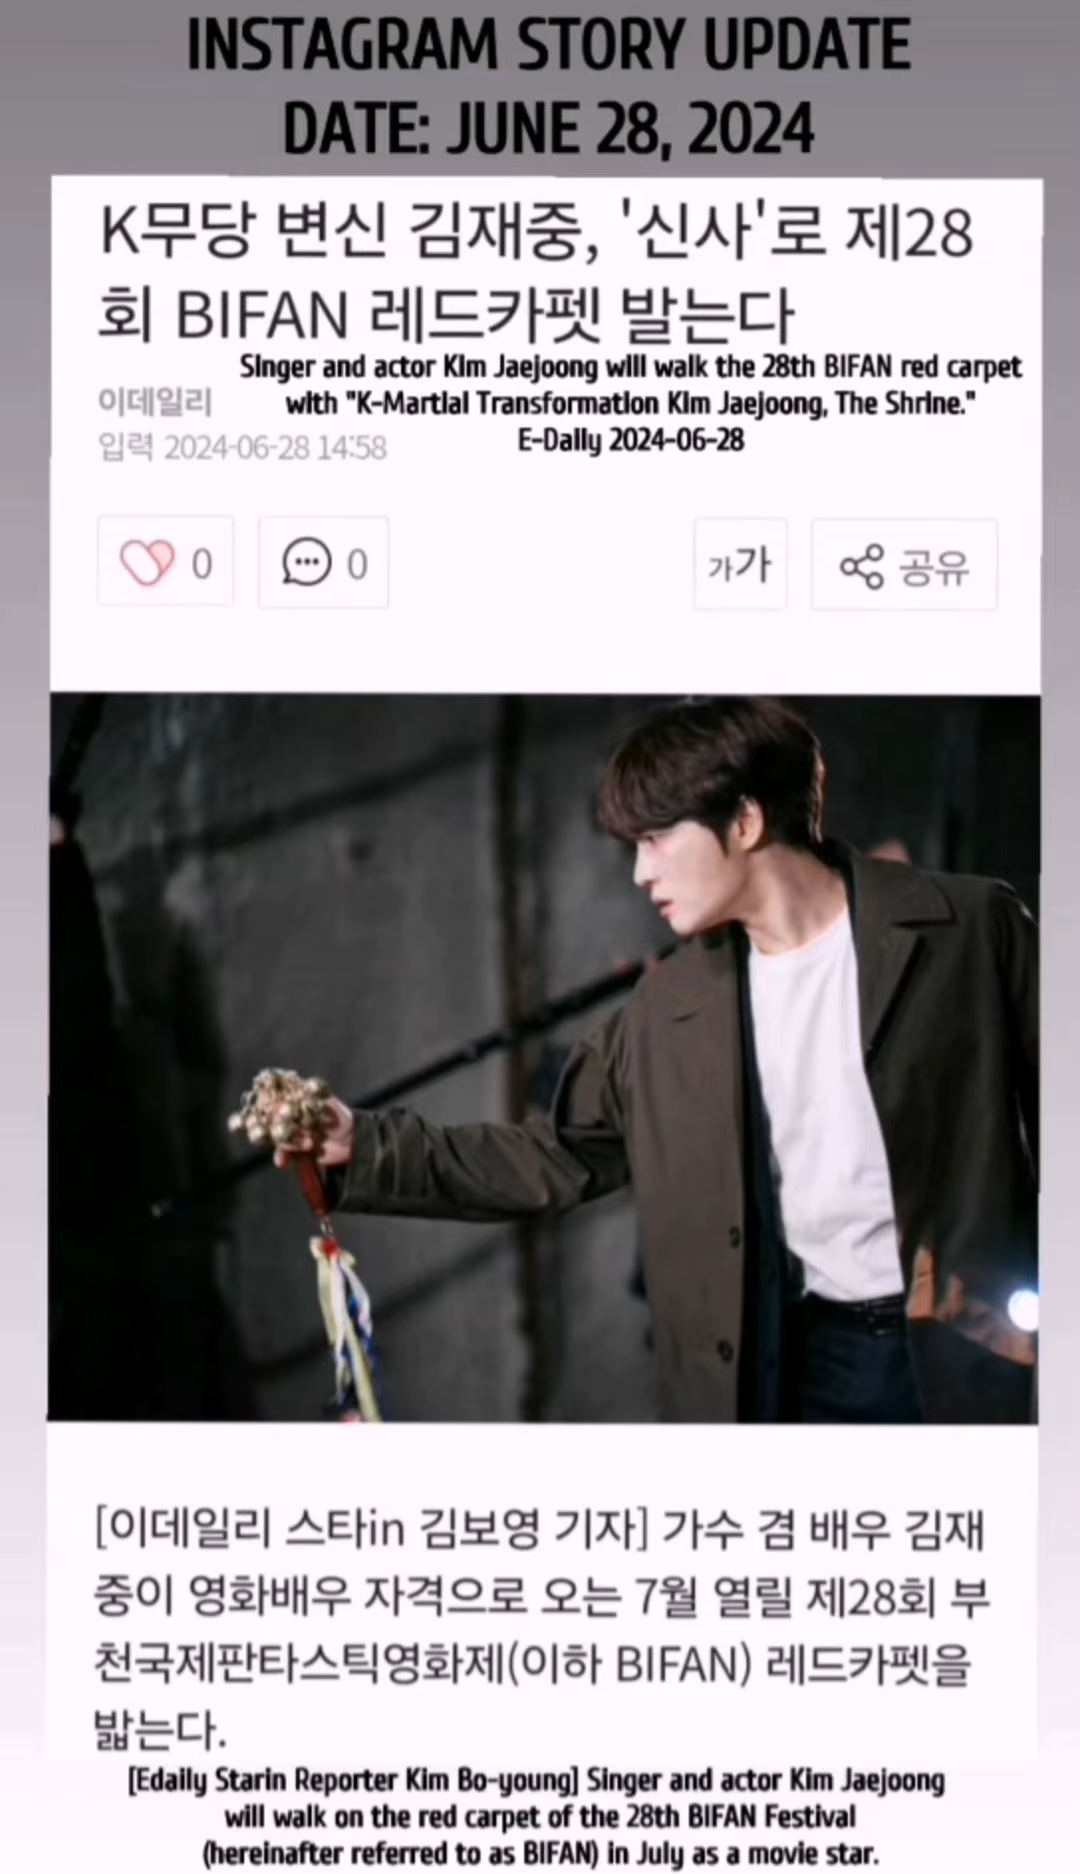 INSTAGRAM STORY UPDATE
DATE: JUNE 28, 2024
K무당 변신 김재중, '신사'로 제28
회 BIFAN 레드카펫 발는다
Singer and actor Kim Jaejoong will walk the 28th BIFAN red carpet
with "K-Martial Transformation Kim Jaejoong, The Shrine."
E-Daily 2024-06-28
이데일리
입력 2024-06-28 14:58
0
0
가가
공유
[이데일리 스타in 김보영 기자] 가수 겸 배우 김재
중이 영화배우 자격으로 오는 7월 열릴 제28회 부
천국제판타스틱영화제(이하 BIFAN) 레드카펫을
밟는다.
[Edaily Starin Reporter Kim Bo-young] Singer and actor Kim Jaejoong
will walk on the red carpet of the 28th BIFAN Festival
(hereinafter referred to as BIFAN) in July as a movie star.